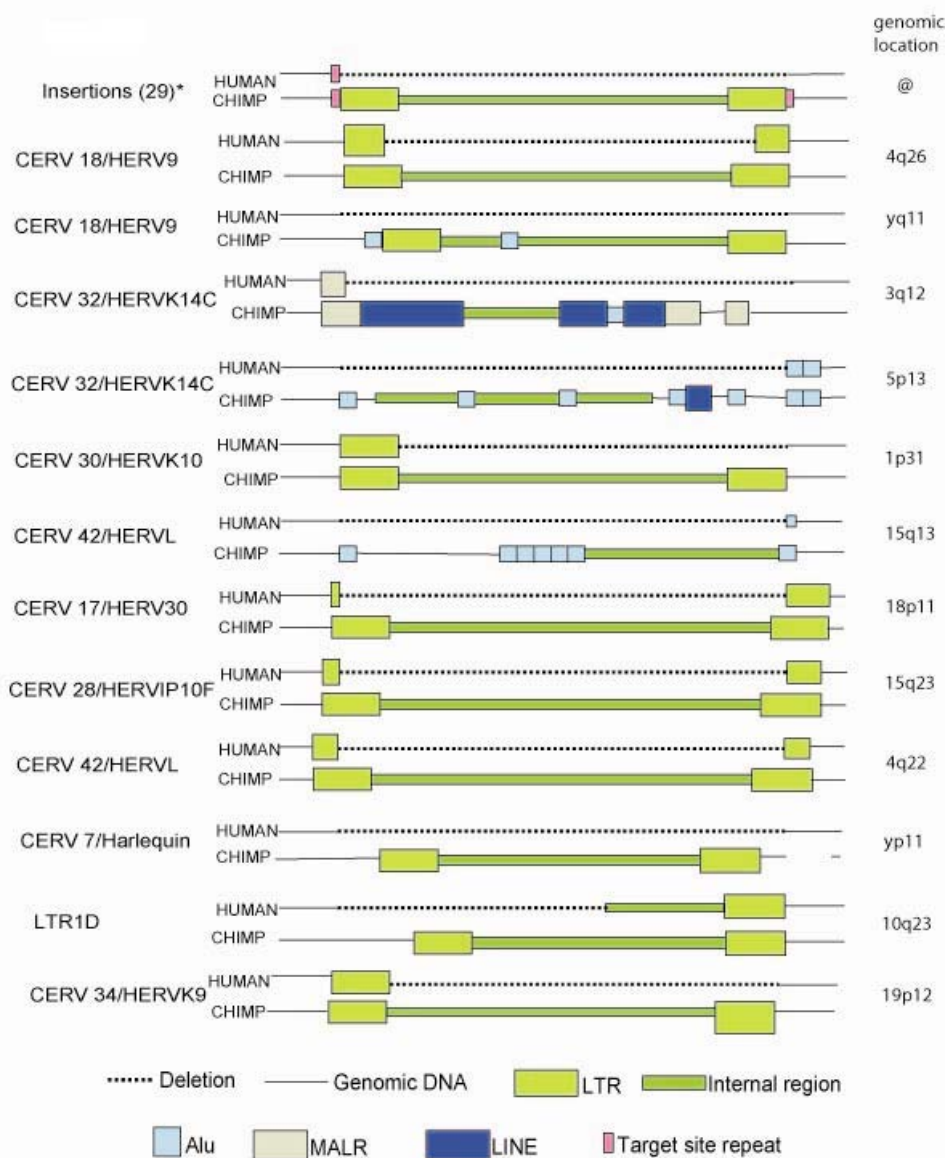 genomic
location
HUMAN
Insertions (29)* CHIMP @
HUMAN
CERV 18/HERV9 4q26
CHIMP
CERV 18/HERV9 HUMAN yq11
CHIMP
HUMAN
CERV 32/HERVK14C CHIMP 3q12
HUMAN
CERV 32/HERVK14C CHIMP 5p13
HUMAN
CERV 30/HERVK10 1p31
CHIMP
HUMAN
CERV 42/HERVL 15q13
CHIMP
HUMAN
CERV 17/HERV30 18p11
CHIMP
HUMAN
CERV 28/HERVIP10F 15q23
CHIMP
HUMAN
CERV 42/HERVL 4q22
CHIMP
HUMAN
CERV 7/Harlequin yp11
CHIMP
HUMAN
LTR1D 10q23
CHIMP
HUMAN
CERV 34/HERVK9 19p12
CHIMP
Deletion Genomic DNA LTR Internal region
Alu MALR LINE Target site repeat